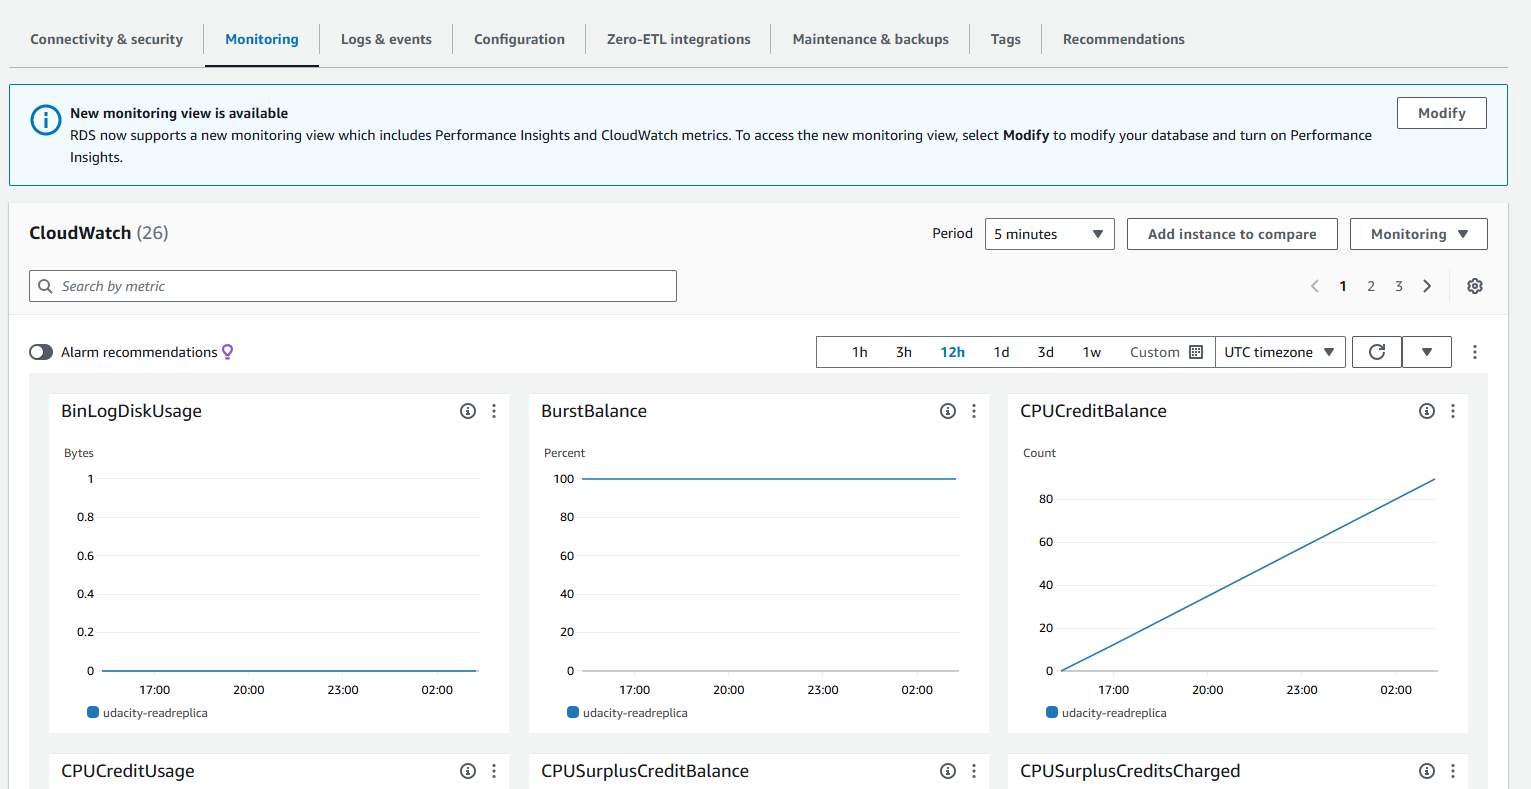 Connectivity & security Monitoring Logs & events Configuration Zero-ETL integrations Maintenance & backups Tags Recommendations
New monitoring view is available
RDS now supports a new monitoring view which includes Performance Insights and CloudWatch metrics. To access the new monitoring view, select Modify to modify your database and turn on Performance
Insights.
Modify
CloudWatch (26)
Period 5 minutes Add instance to compare Monitoring
Search by metric
1 2 3
Alarm recommendations
1h 3h 12h 1d 3d 1w Custom UTC timezone
BinLogDiskUsage
Bytes
1
0.8
0.6
0.4
0.2
0
17:00 20:00 23:00 02:00
udacity-readreplica
BurstBalance
Percent
100
80
60
40
20
0
17:00 20:00 23:00 02:00
udacity-readreplica
CPUCreditBalance
Count
80
60
40
20
0
17:00 20:00 23:00 02:00
udacity-readreplica
CPUCreditUsage
CPUSurplusCreditBalance
CPUSurplusCreditsCharged